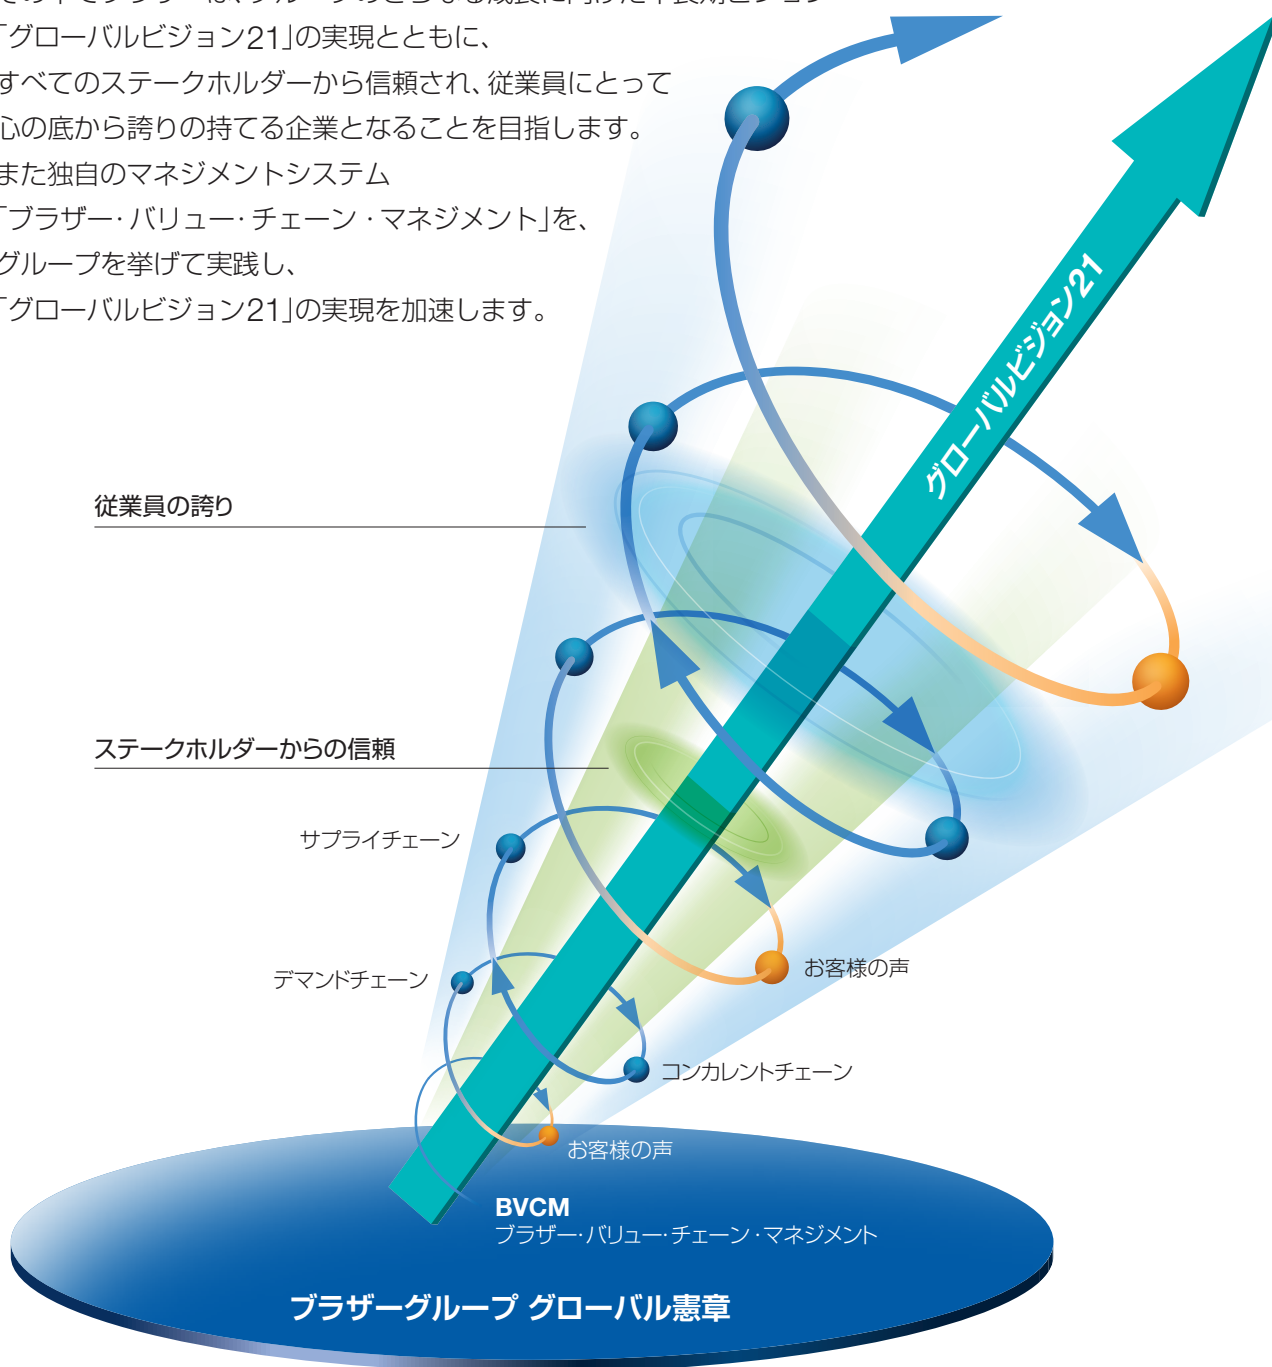 「グローバルビジョン21」の実現とともに、
すべてのステークホルダーから信頼され、従業員にとって
心の底から誇りの持てる企業となることを目指します。
また独自のマネジメントシステム
「ブラザー・バリュー・チェーン・マネジメント」を、
グループを挙げて実践し、
「グローバルビジョン21」の実現を加速します。
グローバルビジョン21
従業員の誇り
ステークホルダーからの信頼
サプライチェーン
デマンドチェーン
お客様の声
コンカレントチェーン
お客様の声
BVCM
ブラザー・バリュー・チェーン・マネジメント
ブラザーグループ グローバル憲章